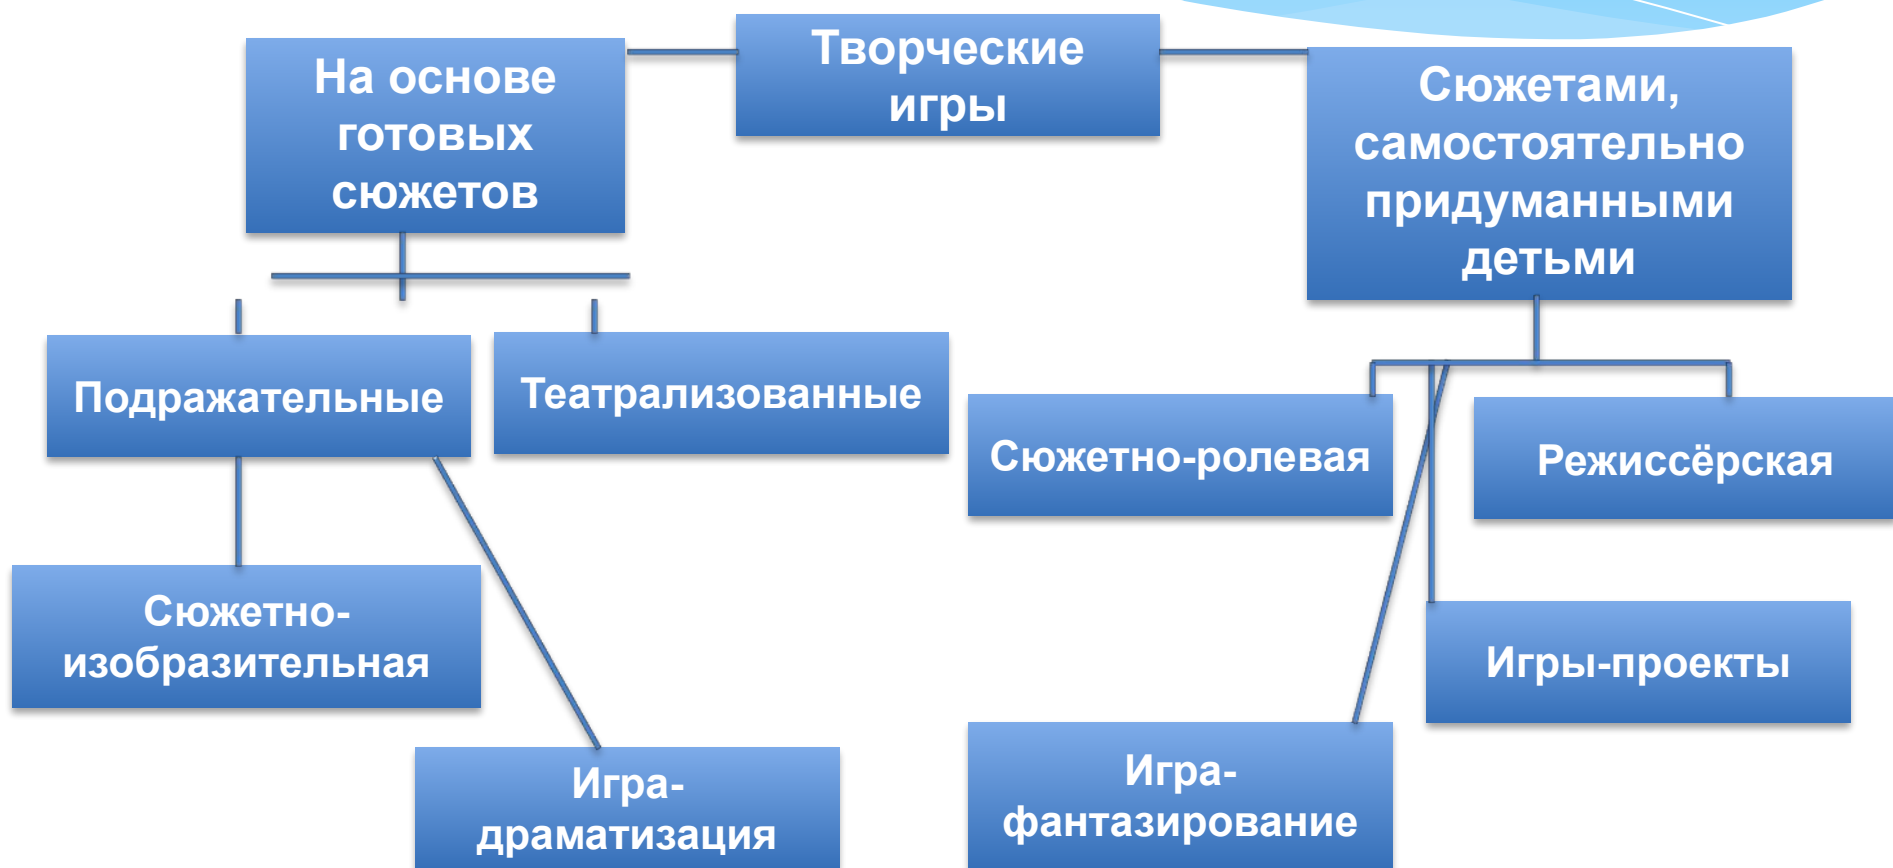 Творческие
игры
На основе
готовых
сюжетов
Сюжетами,
самостоятельно
придуманными
детьми
Подражательные
Театрализованные
Сюжетно-ролевая
Режиссёрская
Сюжетно-
изобразительная
Игры-проекты
Игра-
драматизация
Игра-
фантазирование